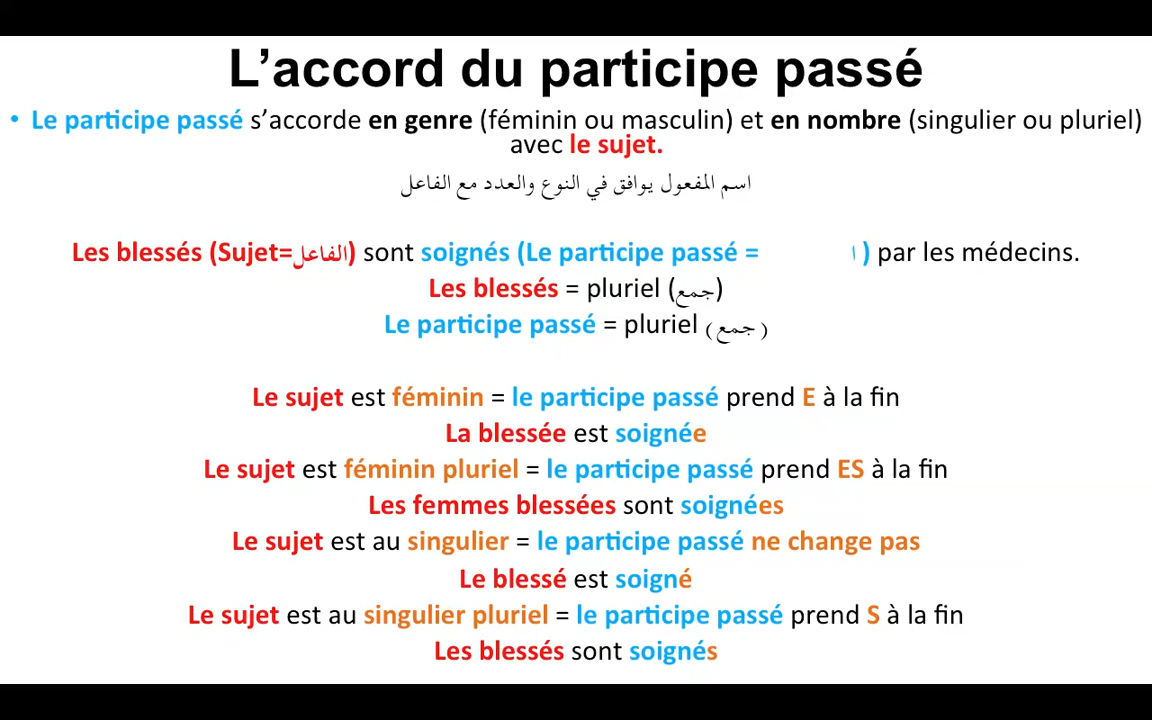 L’accord du participe passé
• Le participe passé s’accorde en genre (féminin ou masculin) et en nombre (singulier ou pluriel)
avec le sujet.
اسم المفعول يوافق في النوع والعدد مع الفاعل
Les blessés (Sujet=الفاعل) sont soignés (Le participe passé = ا ) par les médecins.
Les blessés = pluriel (جمع)
Le participe passé = pluriel (جمع )
Le sujet est féminin = le participe passé prend E à la fin
La blessée est soignée
Le sujet est féminin pluriel = le participe passé prend ES à la fin
Les femmes blessées sont soignées
Le sujet est au singulier = le participe passé ne change pas
Le blessé est soigné
Le sujet est au singulier pluriel = le participe passé prend S à la fin
Les blessés sont soignés